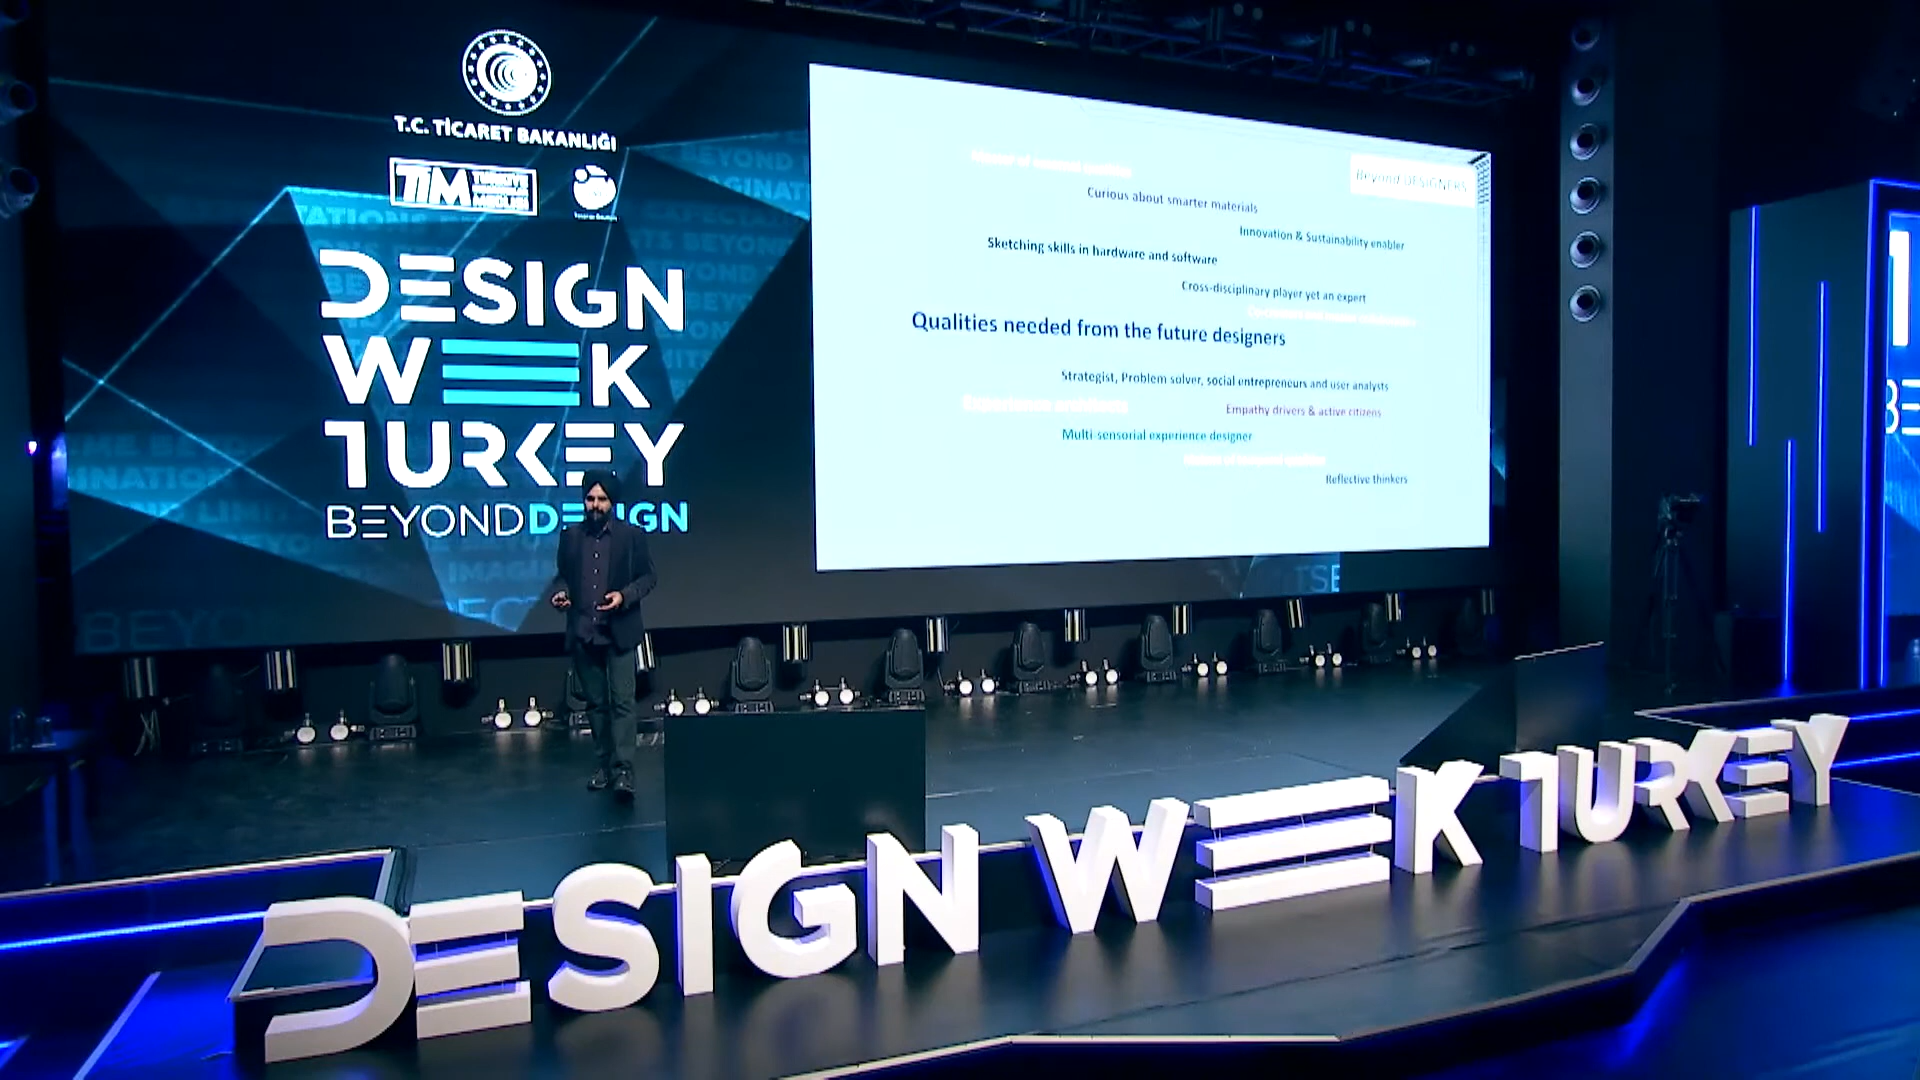 T.C. TİCARET BAKANLIĞI
TİM
DESIGN
WEEK
TURKEY
BEYONDDESIGN
Beyond DESIGNERS
Curious about smarter materials
Innovation & Sustainability enabler
Sketching skills in hardware and software
Cross-disciplinary player yet an expert
Qualities needed from the future designers
Strategist, Problem solver, social entrepreneurs and user analysts
Empathy drivers & active citizens
Multi-sensorial experience designer
Reflective thinkers
DESIGN WEEK TURKEY